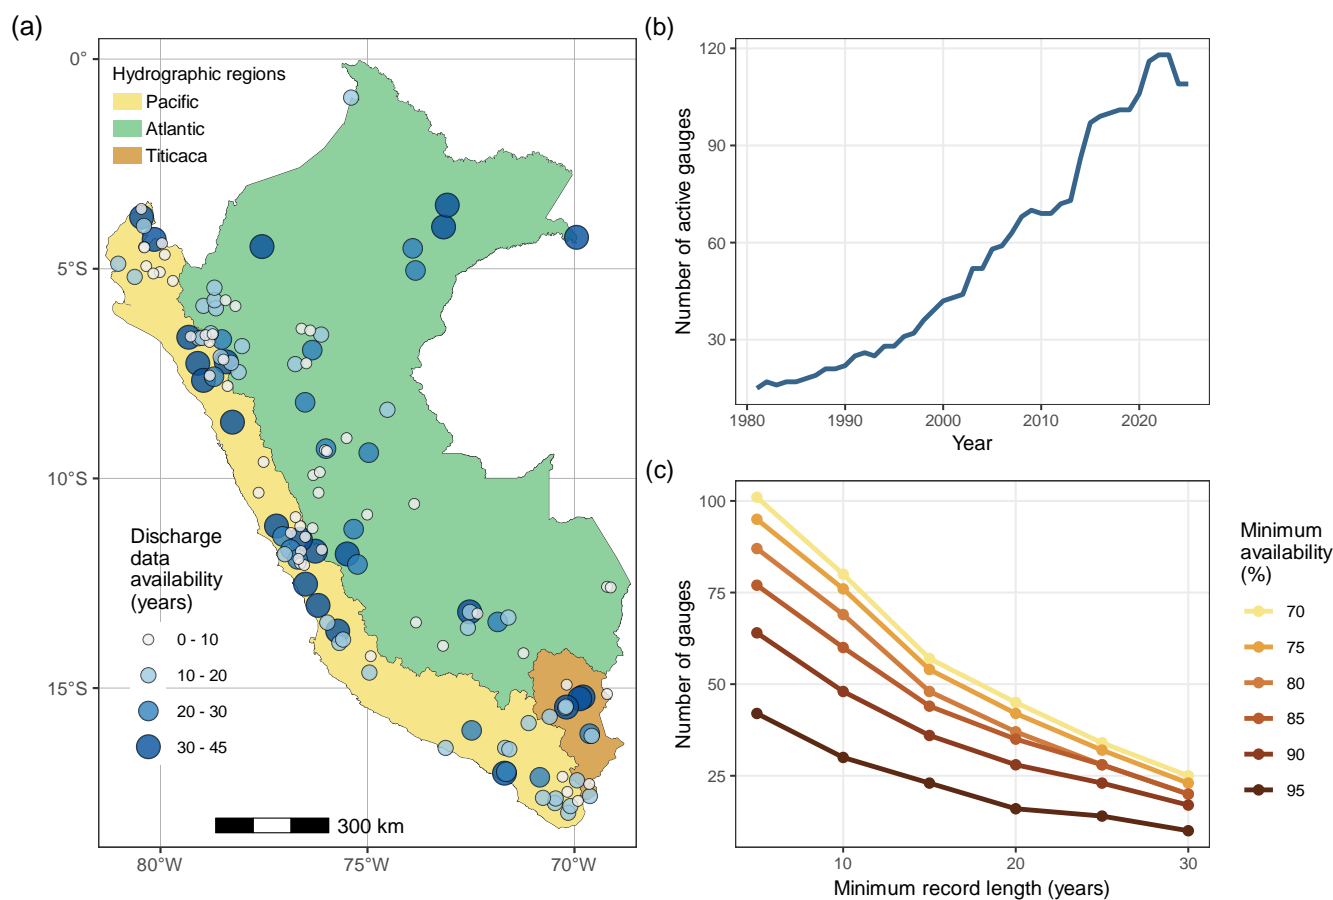 (a)
0°
5°S
10°S
15°S
80°W
75°W
70°W
Hydrographic regions
Pacific
Atlantic
Titicaca
Discharge
data
availability
(years)
0 - 10
10 - 20
20 - 30
30 - 45
300 km
(b)
Number of active gauges
120
90
60
30
1980
1990
2000
2010
2020
Year
(c)
Number of gauges
100
75
50
25
10
20
30
Minimum record length (years)
Minimum
availability
(%)
70
75
80
85
90
95